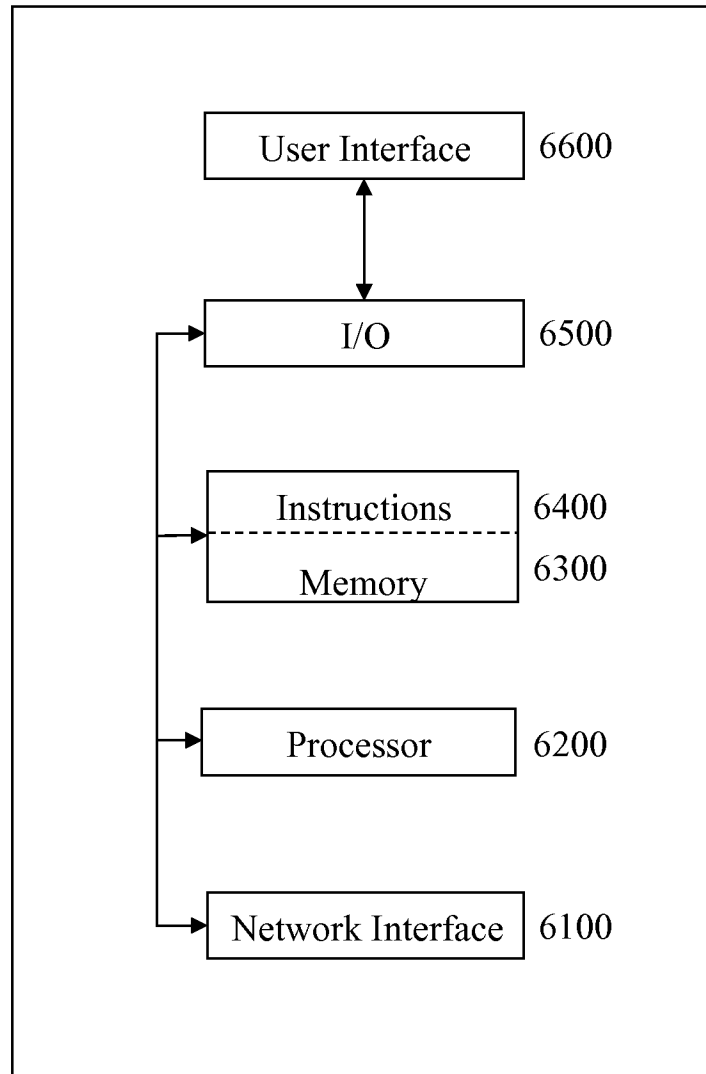 User Interface 6600
I/O 6500
Instructions 6400
Memory 6300
Processor 6200
Network Interface 6100